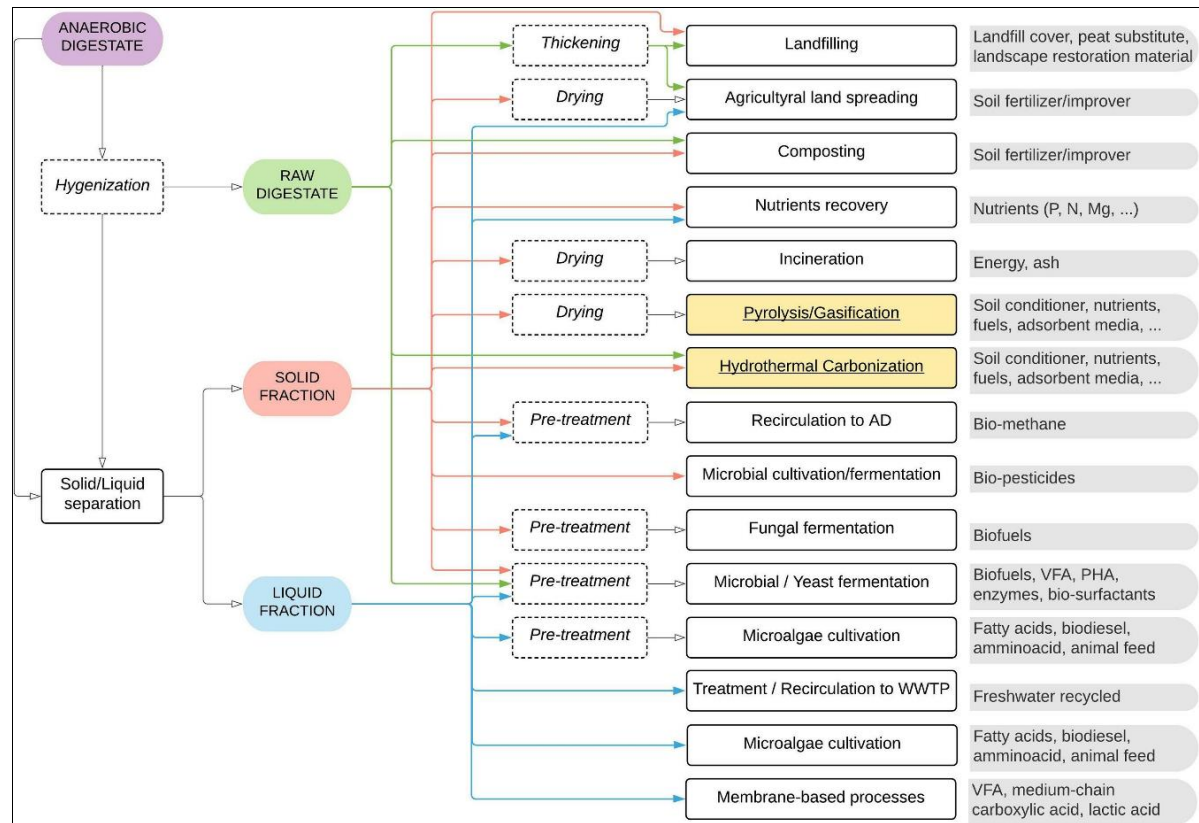 ANAEROBIC
DIGESTATE
Hygenization
Solid/Liquid
separation
RAW
DIGESTATE
SOLID
FRACTION
LIQUID
FRACTION
Thickening
Landfilling
Landfill cover, peat substitute,
landscape restoration material
Drying
Agricultyral land spreading
Soil fertilizer/improver
Composting
Soil fertilizer/improver
Nutrients recovery
Nutrients (P, N, Mg, ...)
Drying
Incineration
Energy, ash
Drying
Pyrolysis/Gasification
Soil conditioner, nutrients,
fuels, adsorbent media, ...
Hydrothermal Carbonization
Soil conditioner, nutrients,
fuels, adsorbent media, ...
Pre-treatment
Recirculation to AD
Bio-methane
Microbial cultivation/fermentation
Bio-pesticides
Pre-treatment
Fungal fermentation
Biofuels
Pre-treatment
Microbial / Yeast fermentation
Biofuels, VFA, PHA,
enzymes, bio-surfactants
Pre-treatment
Microalgae cultivation
Fatty acids, biodiesel,
amminoacid, animal feed
Treatment / Recirculation to WWTP
Freshwater recycled
Microalgae cultivation
Fatty acids, biodiesel,
amminoacid, animal feed
Membrane-based processes
VFA, medium-chain
carboxylic acid, lactic acid